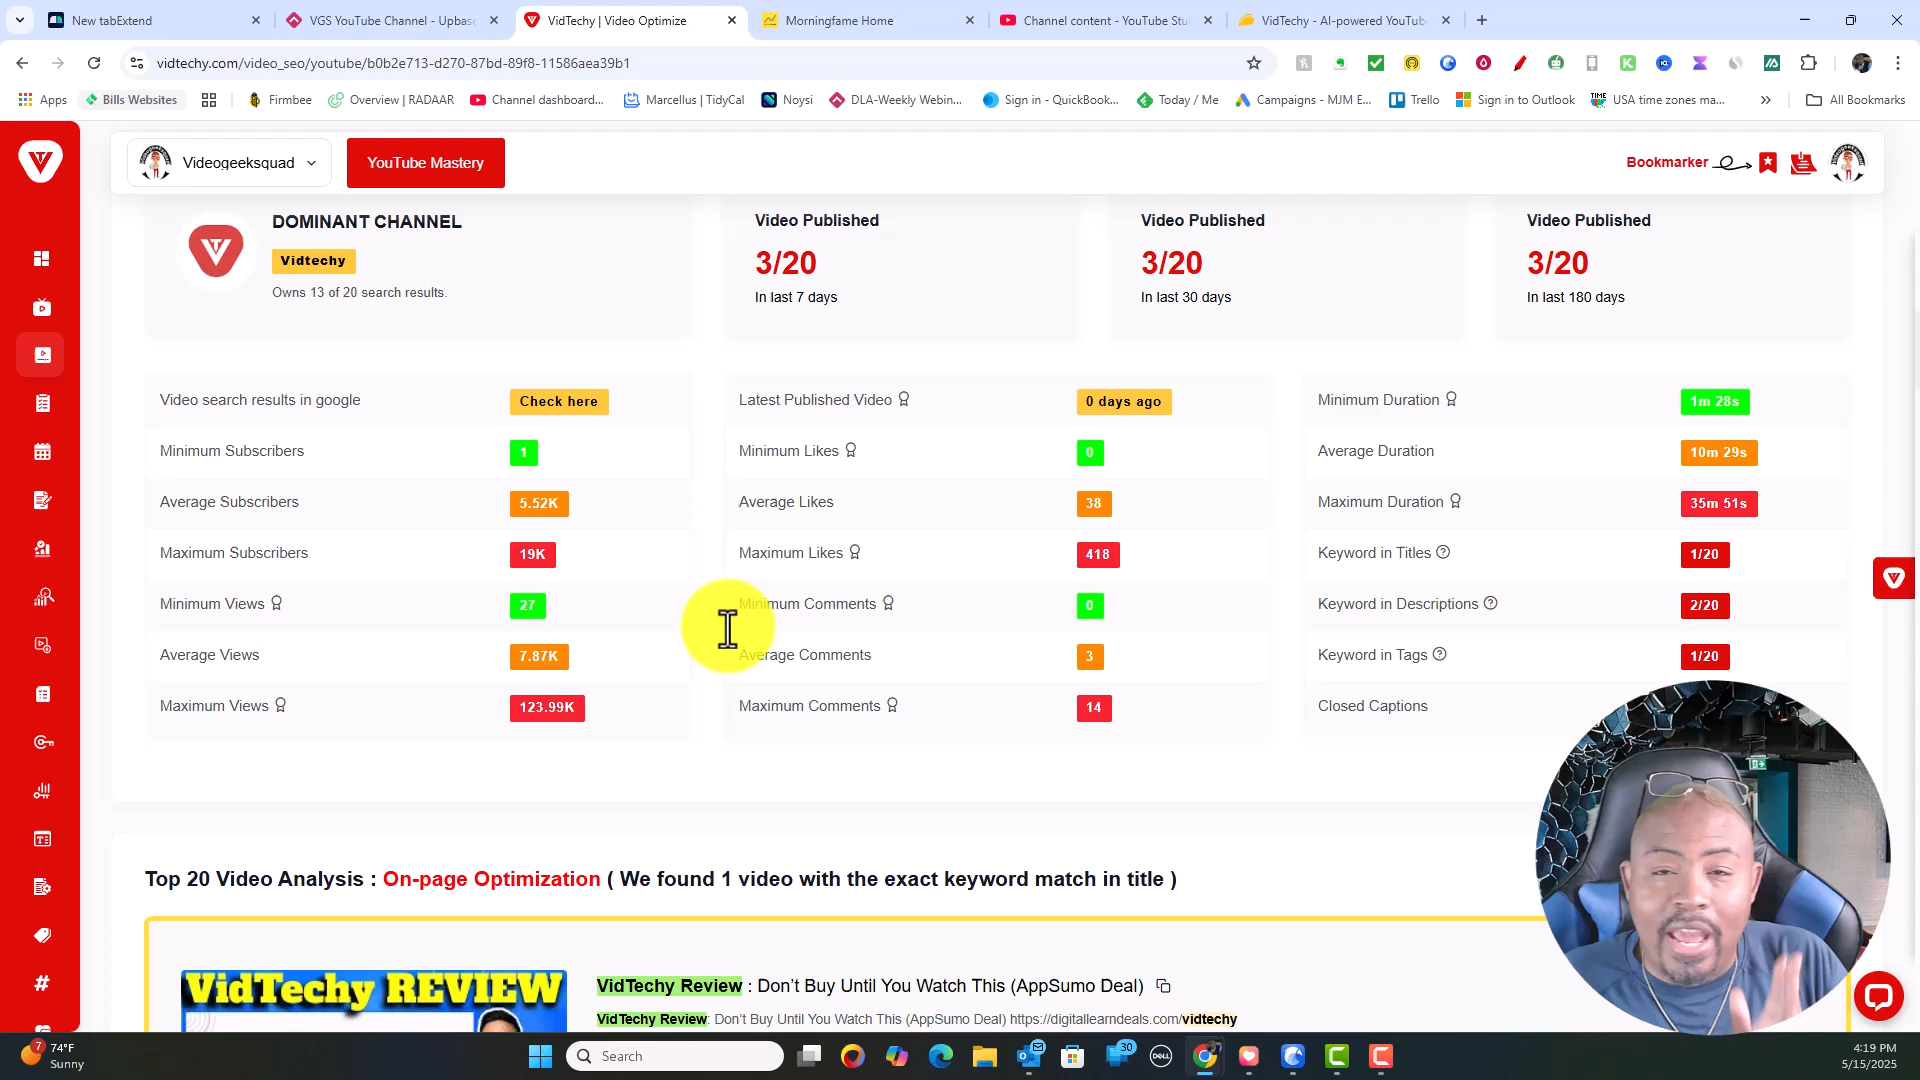 New tabExtend
VGS YouTube Channel - Upbase
VidTechy | Video Optimize
Morningfame Home
Channel content - YouTube Stu
VidTechy - AI-powered YouTub
vidtechy.com/video_seo/youtube/b0b2e713-d270-87bd-89f8-11586aea39b1
Apps
Bills Websites
Firmbee
Overview | RADAAR
Channel dashboard...
Marcellus | TidyCal
Noysi
DLA-Weekly Webin...
Sign in - QuickBook...
Today / Me
Campaigns - MJM E...
Trello
Sign in to Outlook
USA time zones ma...
All Bookmarks
Videogeeksquad
YouTube Mastery
Bookmarker
DOMINANT CHANNEL
Vidtechy
Owns 13 of 20 search results.
Video Published
3/20
In last 7 days
Video Published
3/20
In last 30 days
Video Published
3/20
In last 180 days
Video search results in google Check here
Minimum Subscribers 1
Average Subscribers 5.52K
Maximum Subscribers 19K
Minimum Views 27
Average Views 7.87K
Maximum Views 123.99K
Latest Published Video 0 days ago
Minimum Likes 0
Average Likes 38
Maximum Likes 418
Minimum Comments 0
Average Comments 3
Maximum Comments 14
Minimum Duration 1m 28s
Average Duration 10m 29s
Maximum Duration 35m 51s
Keyword in Titles 1/20
Keyword in Descriptions 2/20
Keyword in Tags 1/20
Closed Captions
Top 20 Video Analysis : On-page Optimization ( We found 1 video with the exact keyword match in title )
VidTechy REVIEW
VidTechy Review : Don't Buy Until You Watch This (AppSumo Deal)
VidTechy Review: Don't Buy Until You Watch This (AppSumo Deal) https://digitallearndeals.com/vidtechy
7
74°F
Sunny
Search
30
DELL
4:19 PM
5/15/2025